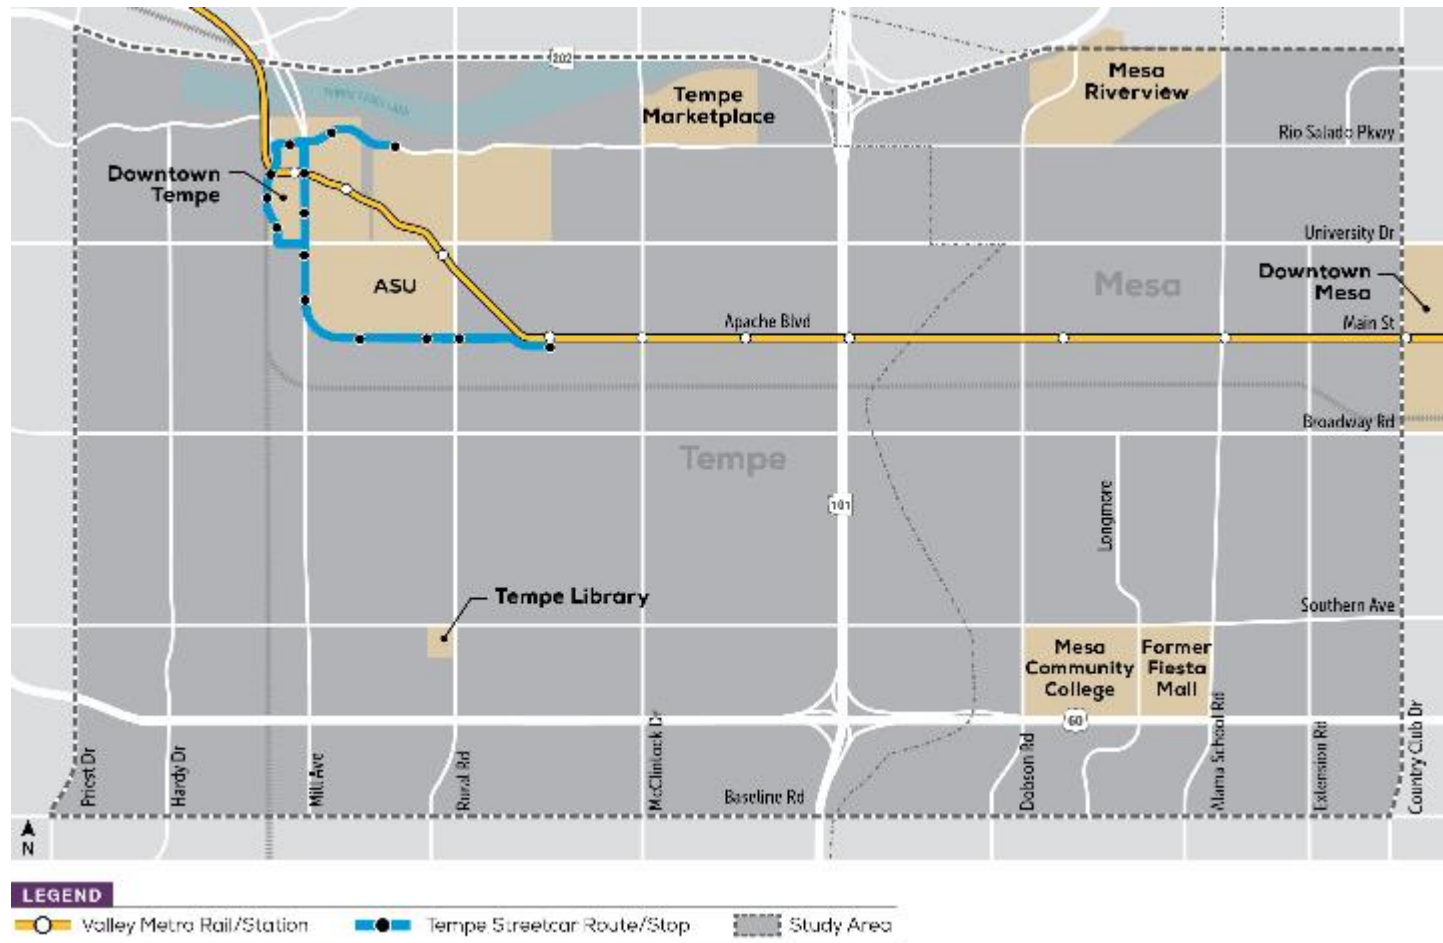 202
Mesa
Riverview
Tempe
Marketplace
Rio Salado Pkwy
Downtown
Tempe
University Dr
Downtown
Mesa
Mesa
ASU
Apache Blvd
Main St
Broadway Rd
Tempe
101
Longmore
Tempe Library
Southern Ave
Mesa
Community
College
Former
Fiesta
Mall
60
Priest Dr
Hardy Dr
Mill Ave
Rural Rd
McClintock Dr
Baseline Rd
Dobson Rd
Alama School Rd
Extension Rd
Country Club Dr
N
LEGEND
Valley Metro Rail/Station
Tempe Streetcar Route/Stop
Study Area